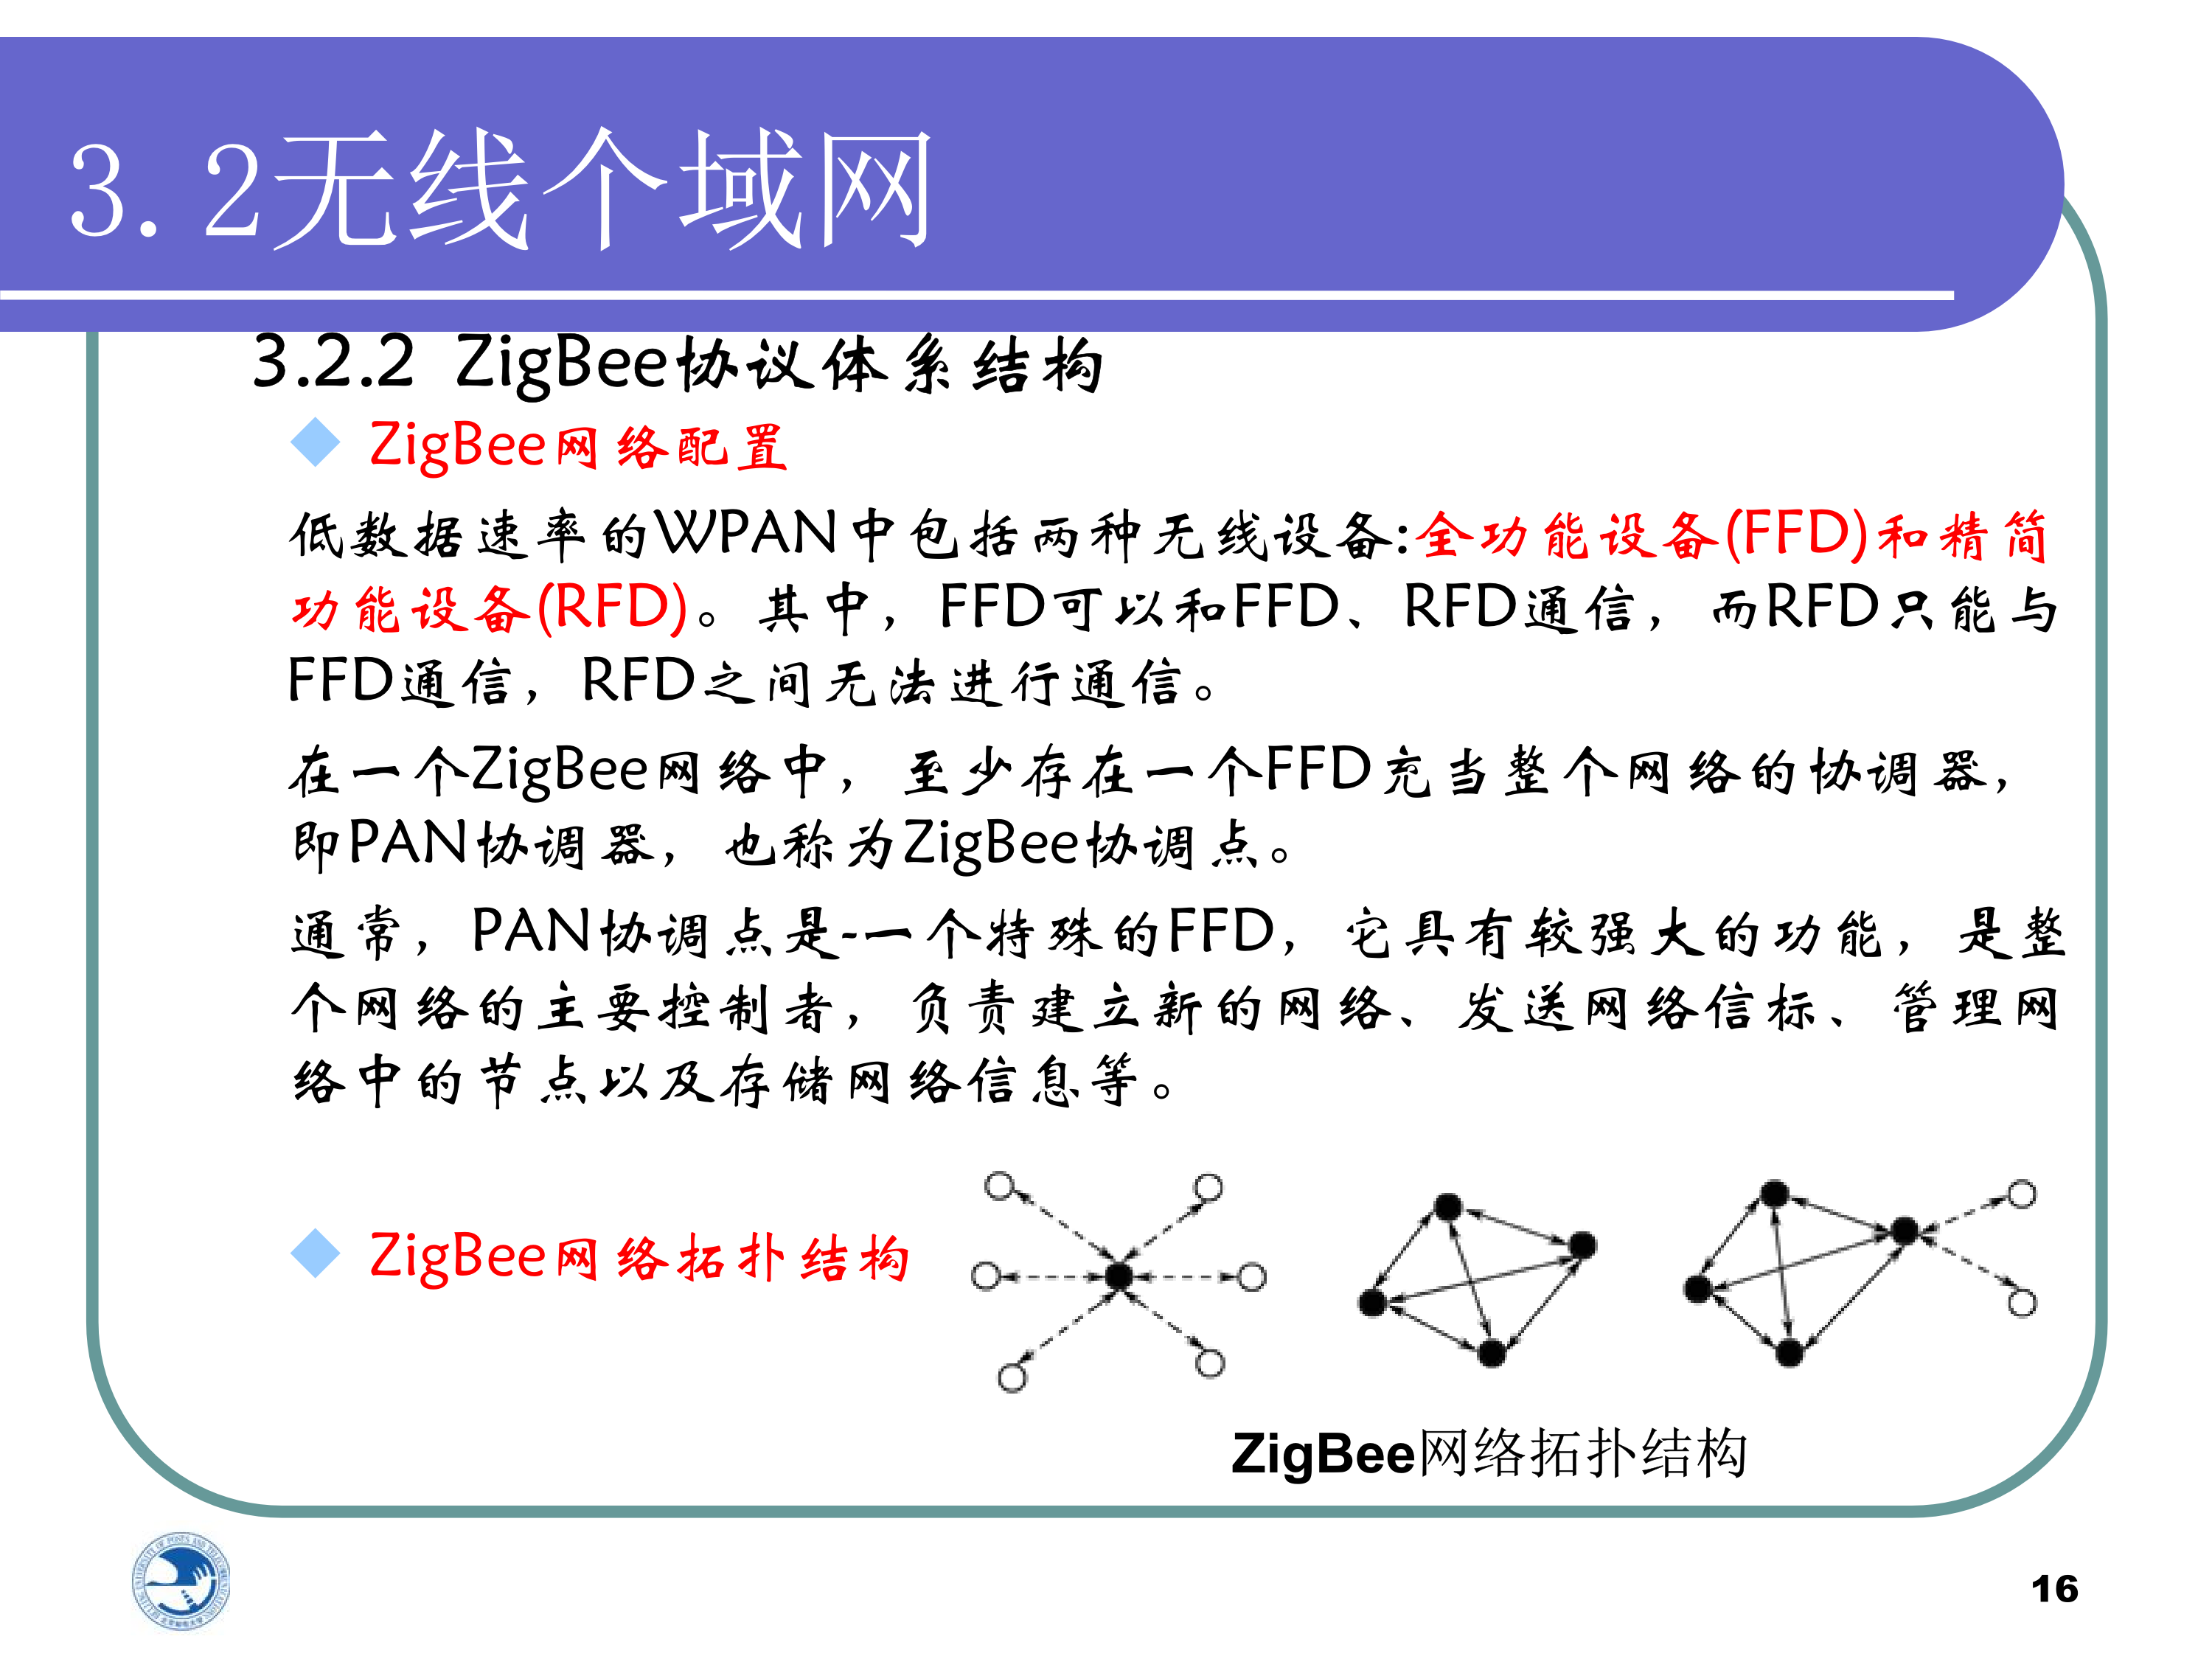 3.2无线个域网
3.2.2 ZigBee协议体系结构
ZigBee网络配置
低数据速率的WPAN中包括两种无线设备:全功能设备(FFD)和精简
功能设备(RFD)。其中，FFD可以和FFD、RFD通信，而RFD只能与
FFD通信，RFD之间无法进行通信。
在一个ZigBee网络中，至少存在一个FFD充当整个网络的协调器，
即PAN协调器，也称为ZigBee协调点。
通常，PAN协调点是-一个特殊的FFD，它具有较强大的功能，是整
个网络的主要控制者，负责建立新的网络、发送网络信标、管理网
络中的节点以及存储网络信息等。
ZigBee网络拓扑结构
ZigBee网络拓扑结构
16